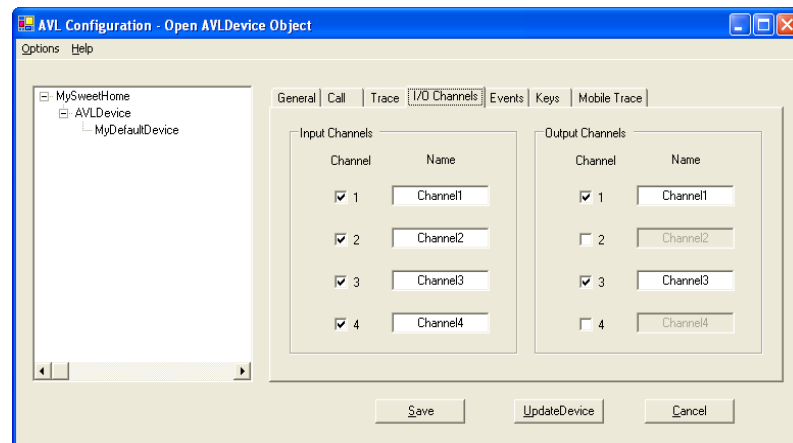 AVL Configuration - Open AVLDevice Object
Options Help
MySweetHome
AVLDevice
MyDefaultDevice
General Call Trace I/O Channels Events Keys Mobile Trace
Input Channels
Channel Name
1 Channel1
2 Channel2
3 Channel3
4 Channel4
Output Channels
Channel Name
1 Channel1
2 Channel2
3 Channel3
4 Channel4
Save UpdateDevice Cancel